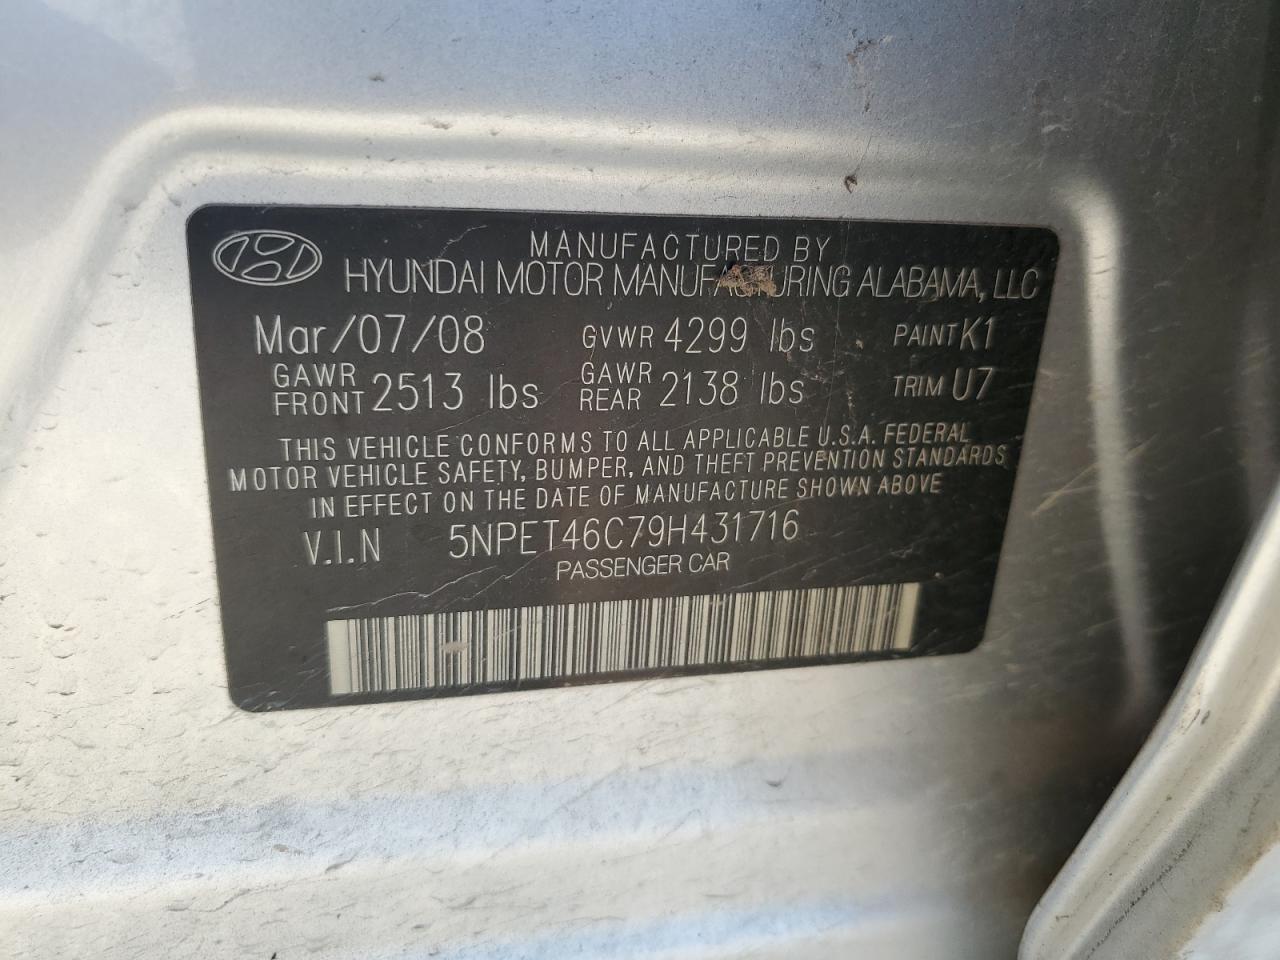 MANUFACTURED BY
HYUNDAI MOTOR MANUFACTURING ALABAMA, LLC
Mar/07/08 GVWR 4299 lbs PAINT K1
GAWR FRONT 2513 lbs GAWR REAR 2138 lbs TRIM U7
THIS VEHICLE CONFORMS TO ALL APPLICABLE U.S.A. FEDERAL
MOTOR VEHICLE SAFETY, BUMPER, AND THEFT PREVENTION STANDARDS
IN EFFECT ON THE DATE OF MANUFACTURE SHOWN ABOVE
V.I.N 5NPET46C79H431716
PASSENGER CAR